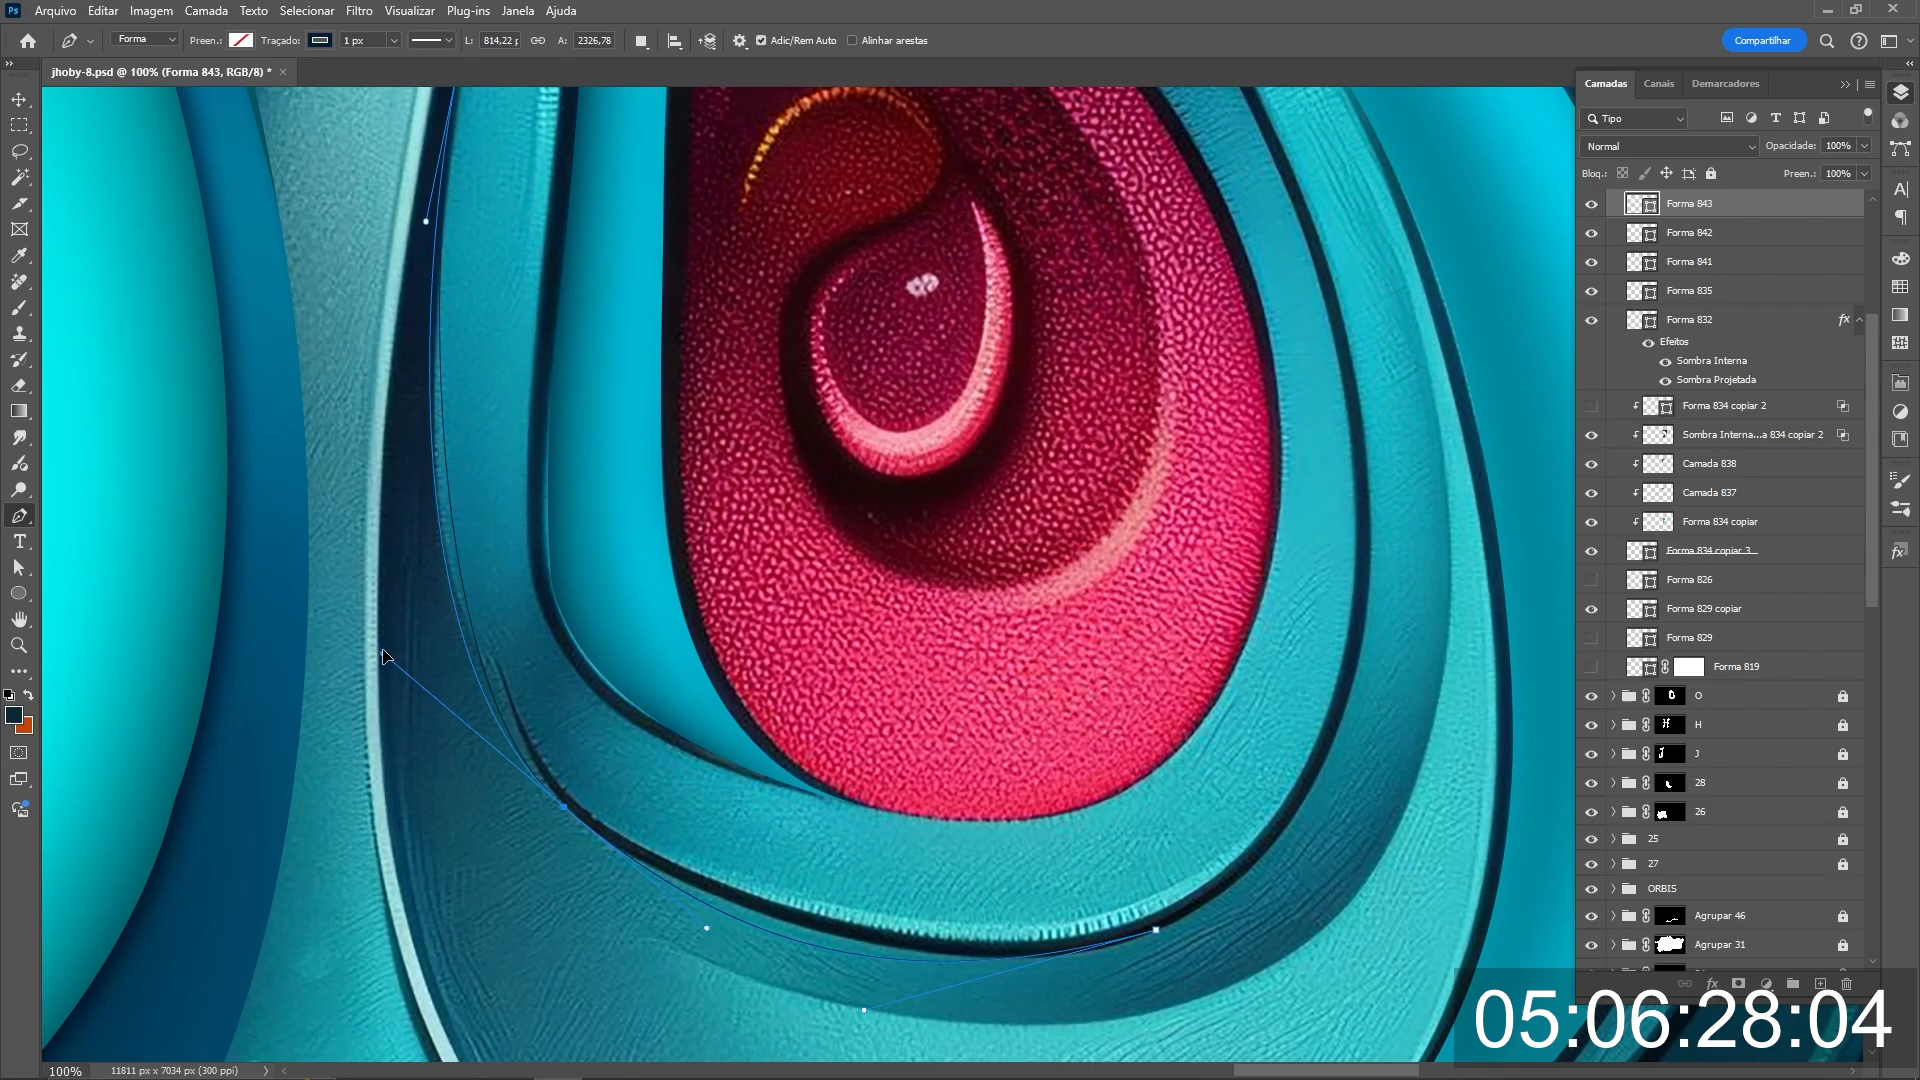 Ps Arquivo Editar Imagem Camada Texto Selecionar Filtro Visualizar Plug-ins Janela Ajuda
Forma Preen.: Traçado: 1 px L: 814,22 A: 2326,78 Adic/Rem Auto Alinhar arestas Compartilhar
jhoby-8.psd @ 100% (Forma 843, RGB/8) *
Camadas Canais Demarcadores
Tipo
Normal Opacidade: 100%
Bloq.: Preen.: 100%
Forma 843
Forma 842
Forma 841
Forma 835
Forma 832 fx
Efeitos
Sombra Interna
Sombra Projetada
Forma 834 copiar 2
Sombra Interna...a 834 copiar 2
Camada 838
Camada 837
Forma 834 copiar
Forma 834 copiar 3
Forma 826
Forma 829 copiar
Forma 829
Forma 819
O
H
J
28
26
25
27
ORBIS
Agrupar 46
Agrupar 31
fx
05:06:28:04
100% 11811 px x 7034 px (300 ppi)